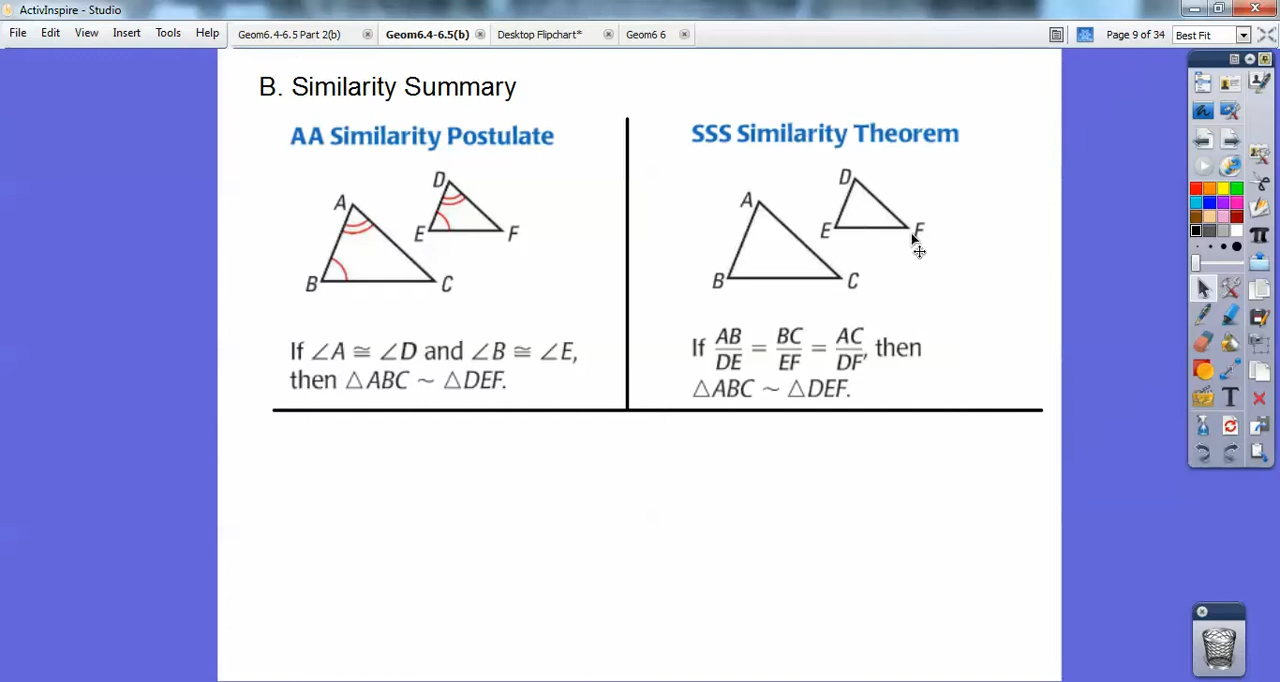 ActivInspire - Studio
File Edit View Insert Tools Help
Geom6.4-6.5 Part 2(b) Geom6.4-6.5(b) Desktop Flipchart* Geom6 6 Page 9 of 34 Best Fit
B. Similarity Summary
AA Similarity Postulate
A
B
C
D
E
F
If ∠A ≅ ∠D and ∠B ≅ ∠E,
then △ABC ~ △DEF.
SSS Similarity Theorem
A
B
C
D
E
F
If AB/DE = BC/EF = AC/DF, then
△ABC ~ △DEF.